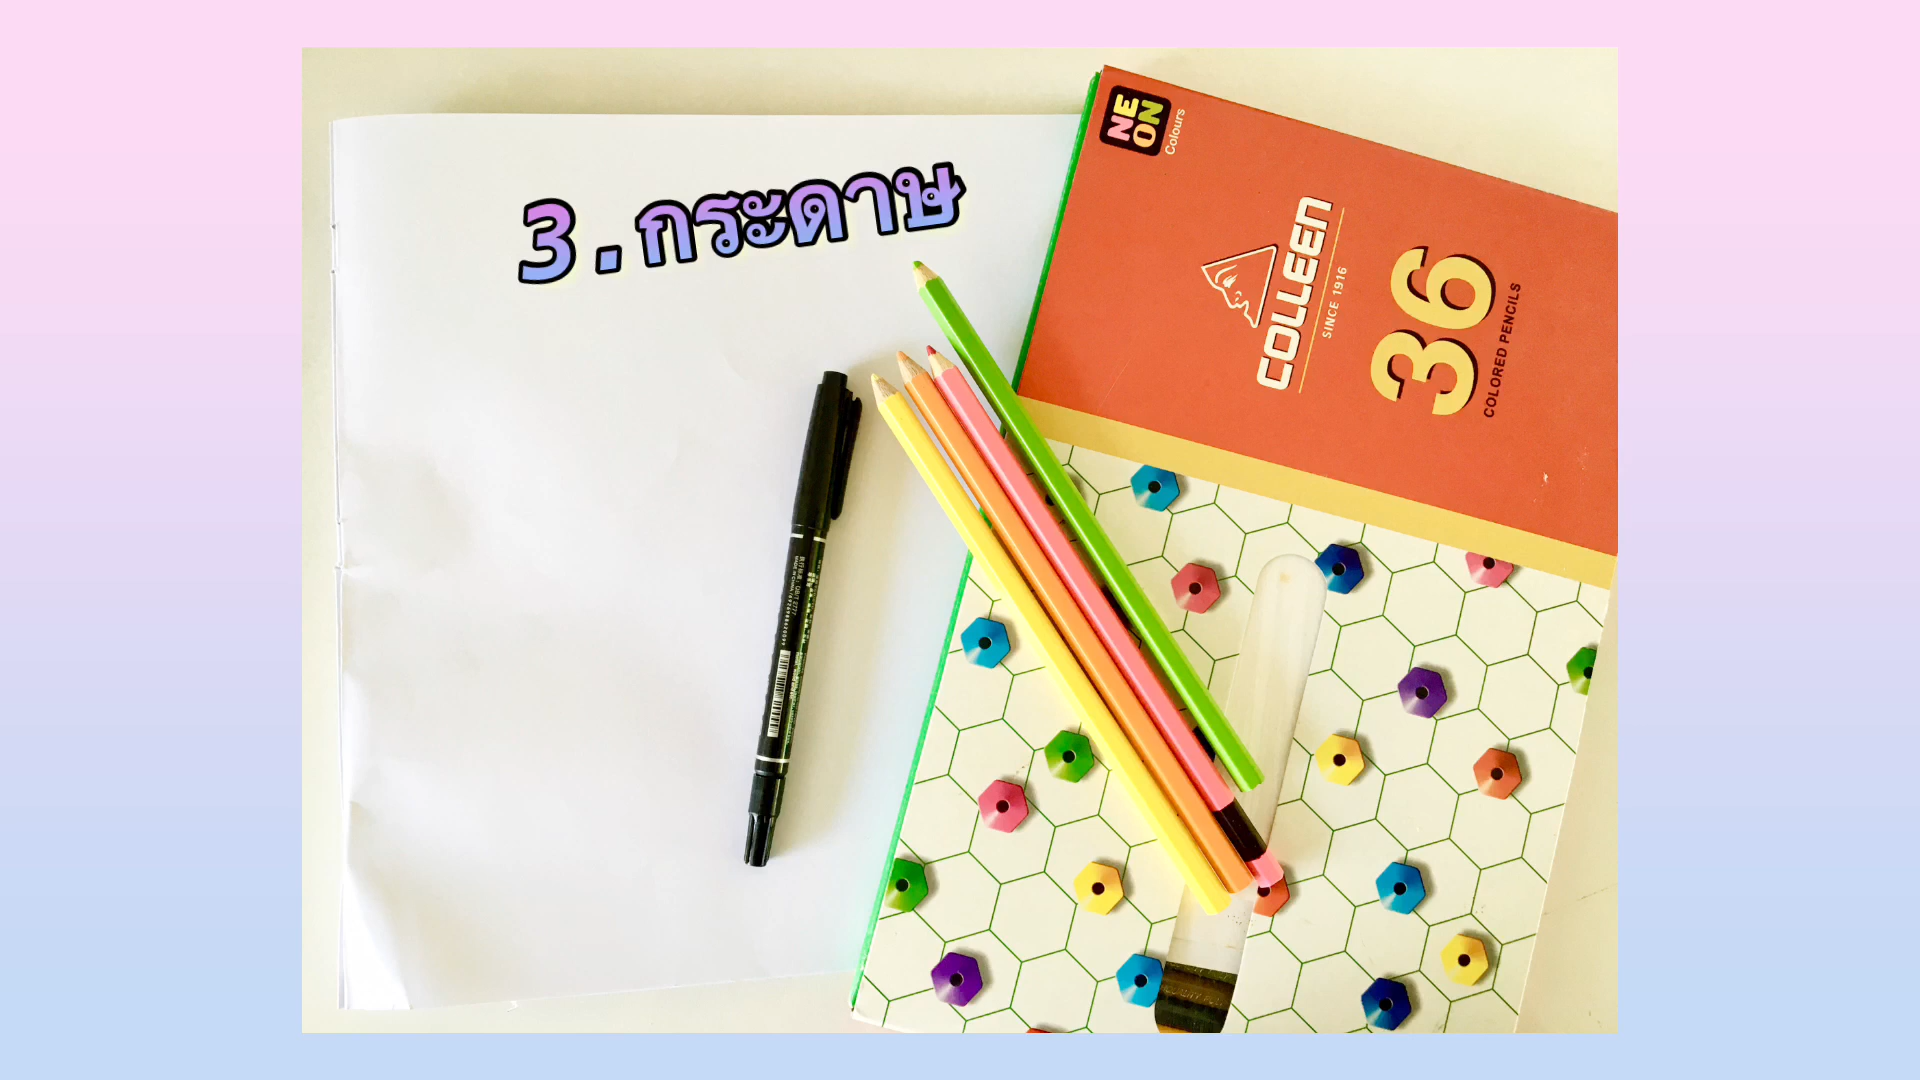 3.กระดาษ
NE
ON
Colours
COLLEEN
SINCE 1916
36
COLORED PENCILS